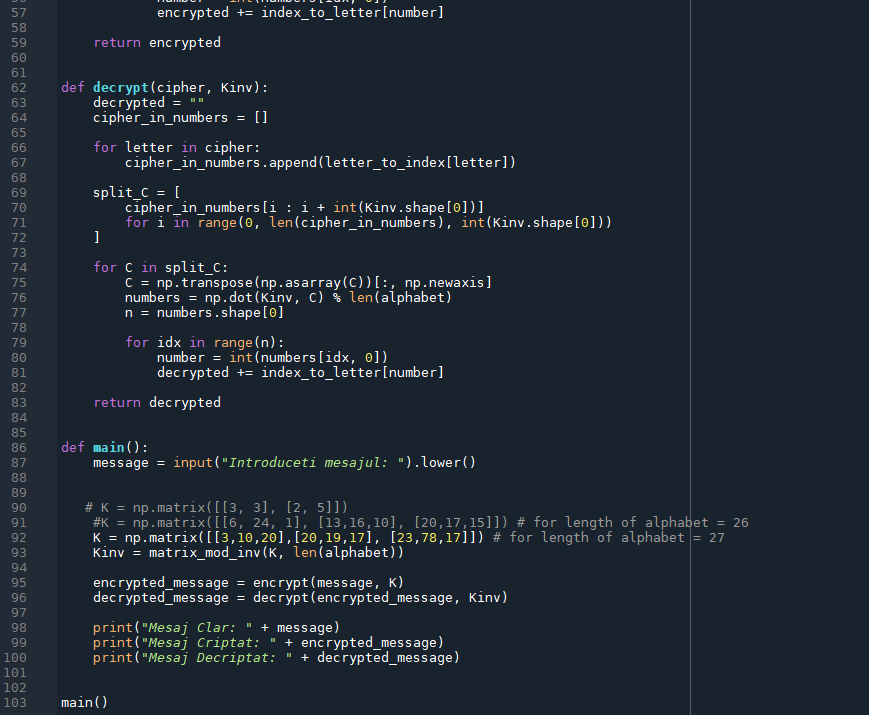 57 encrypted += index_to_letter[number]
58
59 return encrypted
60
61
62 def decrypt(cipher, Kinv):
63 decrypted = ""
64 cipher_in_numbers = []
65
66 for letter in cipher:
67 cipher_in_numbers.append(letter_to_index[letter])
68
69 split_C = [
70 cipher_in_numbers[i : i + int(Kinv.shape[0])]
71 for i in range(0, len(cipher_in_numbers), int(Kinv.shape[0]))
72 ]
73
74 for C in split_C:
75 C = np.transpose(np.asarray(C))[:, np.newaxis]
76 numbers = np.dot(Kinv, C) % len(alphabet)
77 n = numbers.shape[0]
78
79 for idx in range(n):
80 number = int(numbers[idx, 0])
81 decrypted += index_to_letter[number]
82
83 return decrypted
84
85
86 def main():
87 message = input("Introduceti mesajul: ").lower()
88
89
90 # K = np.matrix([[3, 3], [2, 5]])
91 #K = np.matrix([[6, 24, 1], [13,16,10], [20,17,15]]) # for length of alphabet = 26
92 K = np.matrix([[3,10,20],[20,19,17], [23,78,17]]) # for length of alphabet = 27
93 Kinv = matrix_mod_inv(K, len(alphabet))
94
95 encrypted_message = encrypt(message, K)
96 decrypted_message = decrypt(encrypted_message, Kinv)
97
98 print("Mesaj Clar: " + message)
99 print("Mesaj Criptat: " + encrypted_message)
100 print("Mesaj Decriptat: " + decrypted_message)
101
102
103 main()